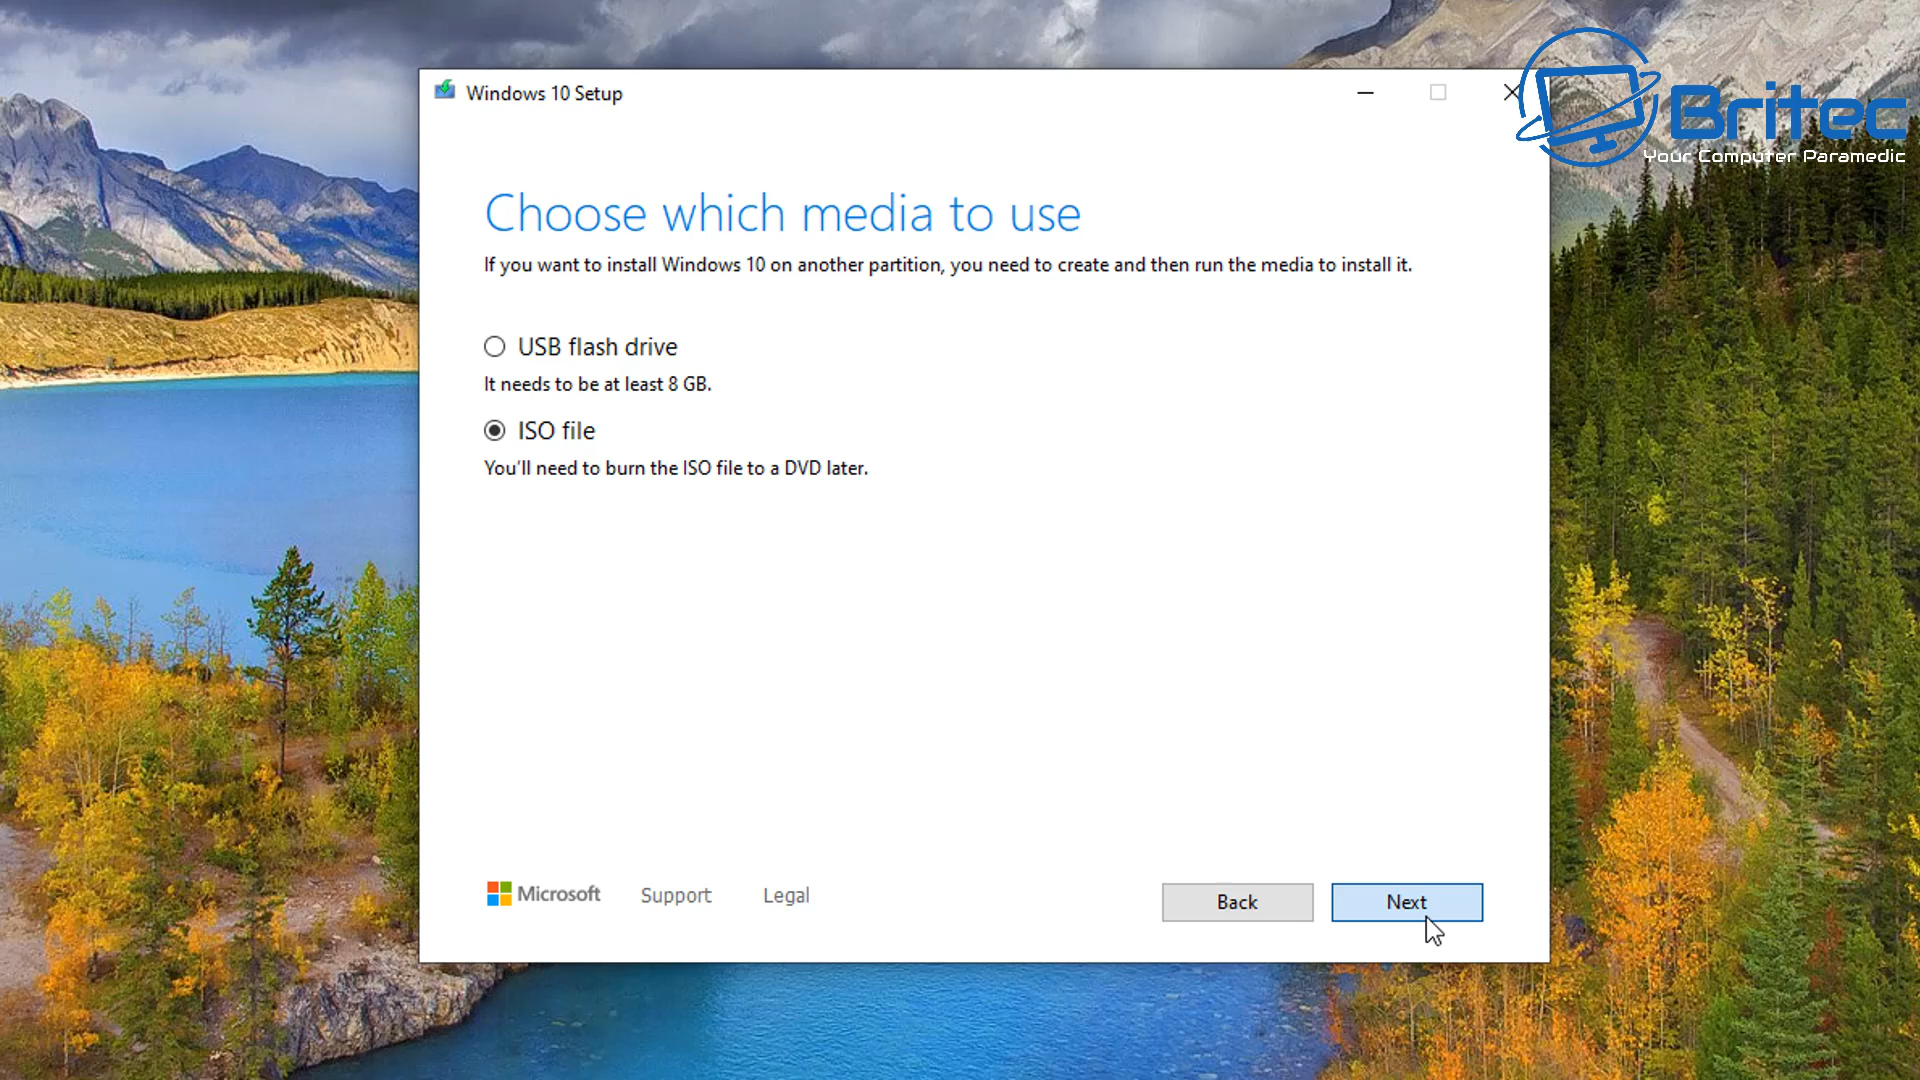 Windows 10 Setup
Britec
Your Computer Paramedic
Choose which media to use
If you want to install Windows 10 on another partition, you need to create and then run the media to install it.
USB flash drive
It needs to be at least 8 GB.
ISO file
You'll need to burn the ISO file to a DVD later.
Microsoft Support Legal Back Next